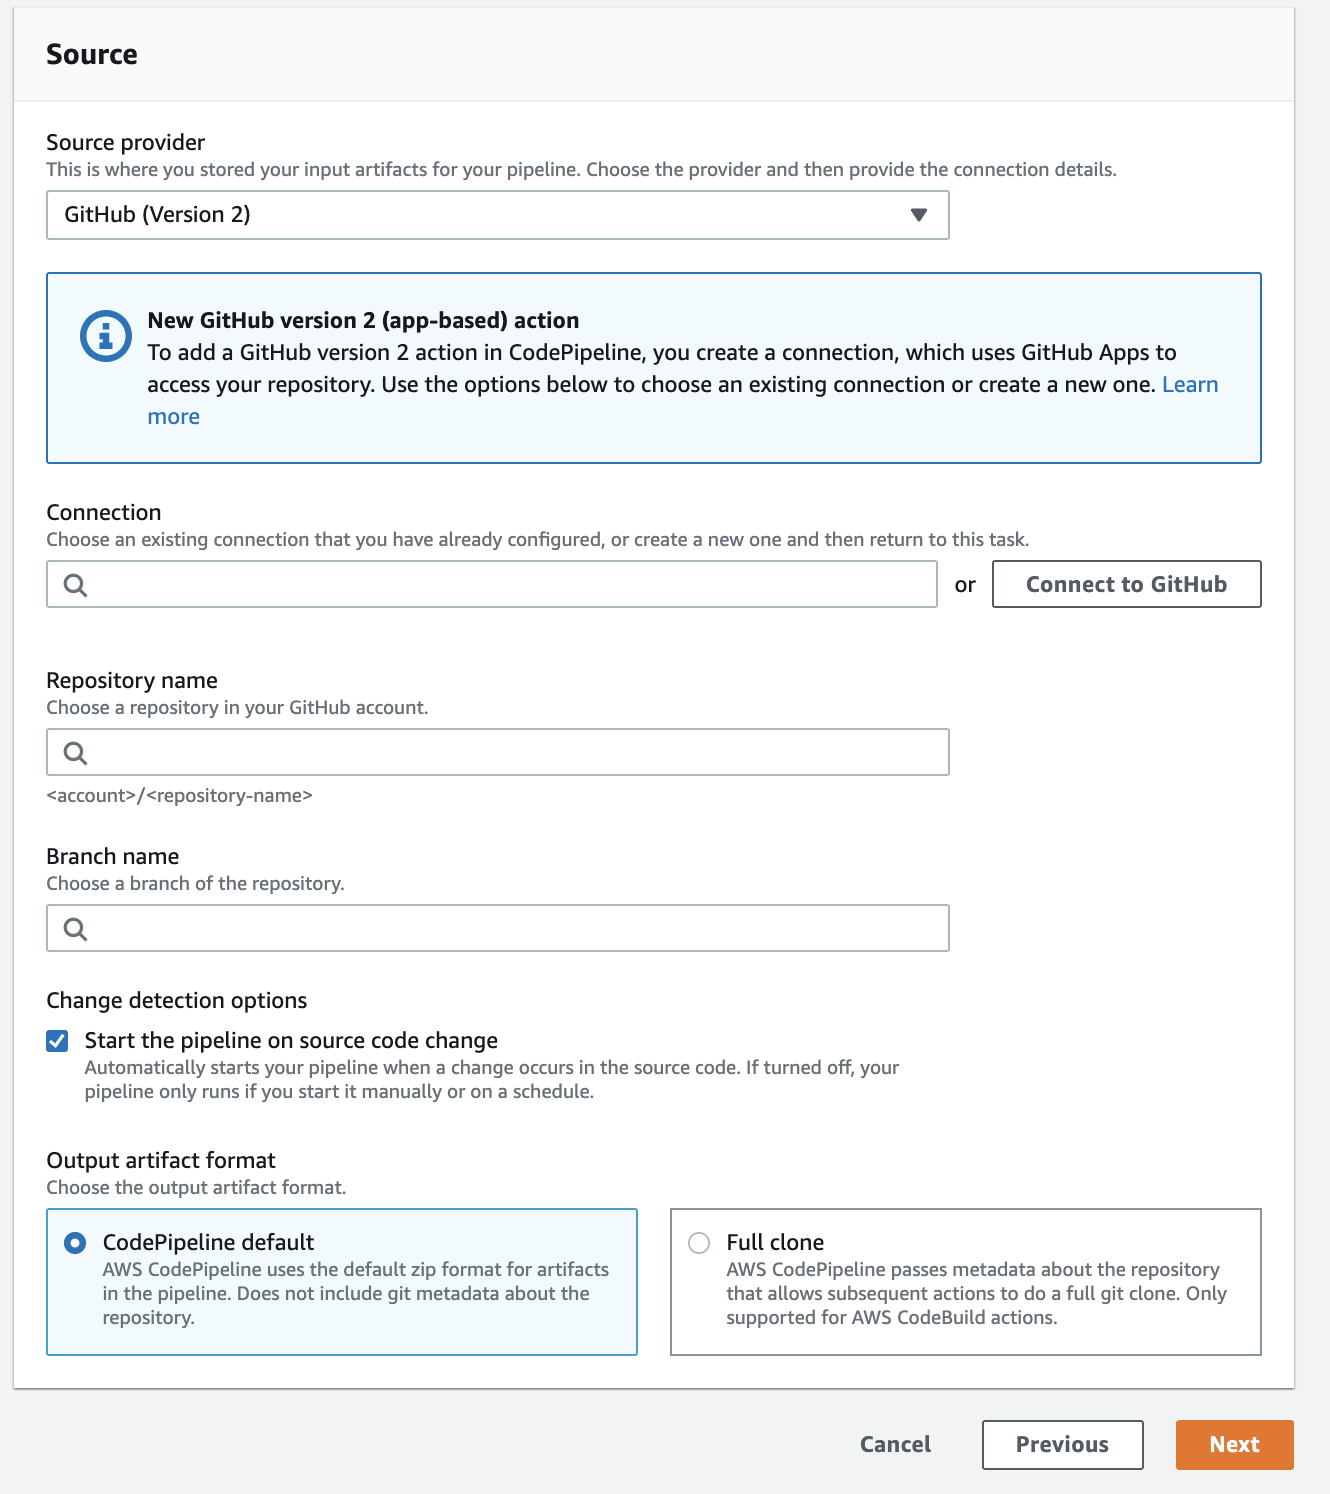 Source
Source provider
This is where you stored your input artifacts for your pipeline. Choose the provider and then provide the connection details.
GitHub (Version 2)
New GitHub version 2 (app-based) action
To add a GitHub version 2 action in CodePipeline, you create a connection, which uses GitHub Apps to
access your repository. Use the options below to choose an existing connection or create a new one. Learn
more
Connection
Choose an existing connection that you have already configured, or create a new one and then return to this task.
or Connect to GitHub
Repository name
Choose a repository in your GitHub account.
<account>/<repository-name>
Branch name
Choose a branch of the repository.
Change detection options
Start the pipeline on source code change
Automatically starts your pipeline when a change occurs in the source code. If turned off, your
pipeline only runs if you start it manually or on a schedule.
Output artifact format
Choose the output artifact format.
CodePipeline default
AWS CodePipeline uses the default zip format for artifacts
in the pipeline. Does not include git metadata about the
repository.
Full clone
AWS CodePipeline passes metadata about the repository
that allows subsequent actions to do a full git clone. Only
supported for AWS CodeBuild actions.
Cancel Previous Next